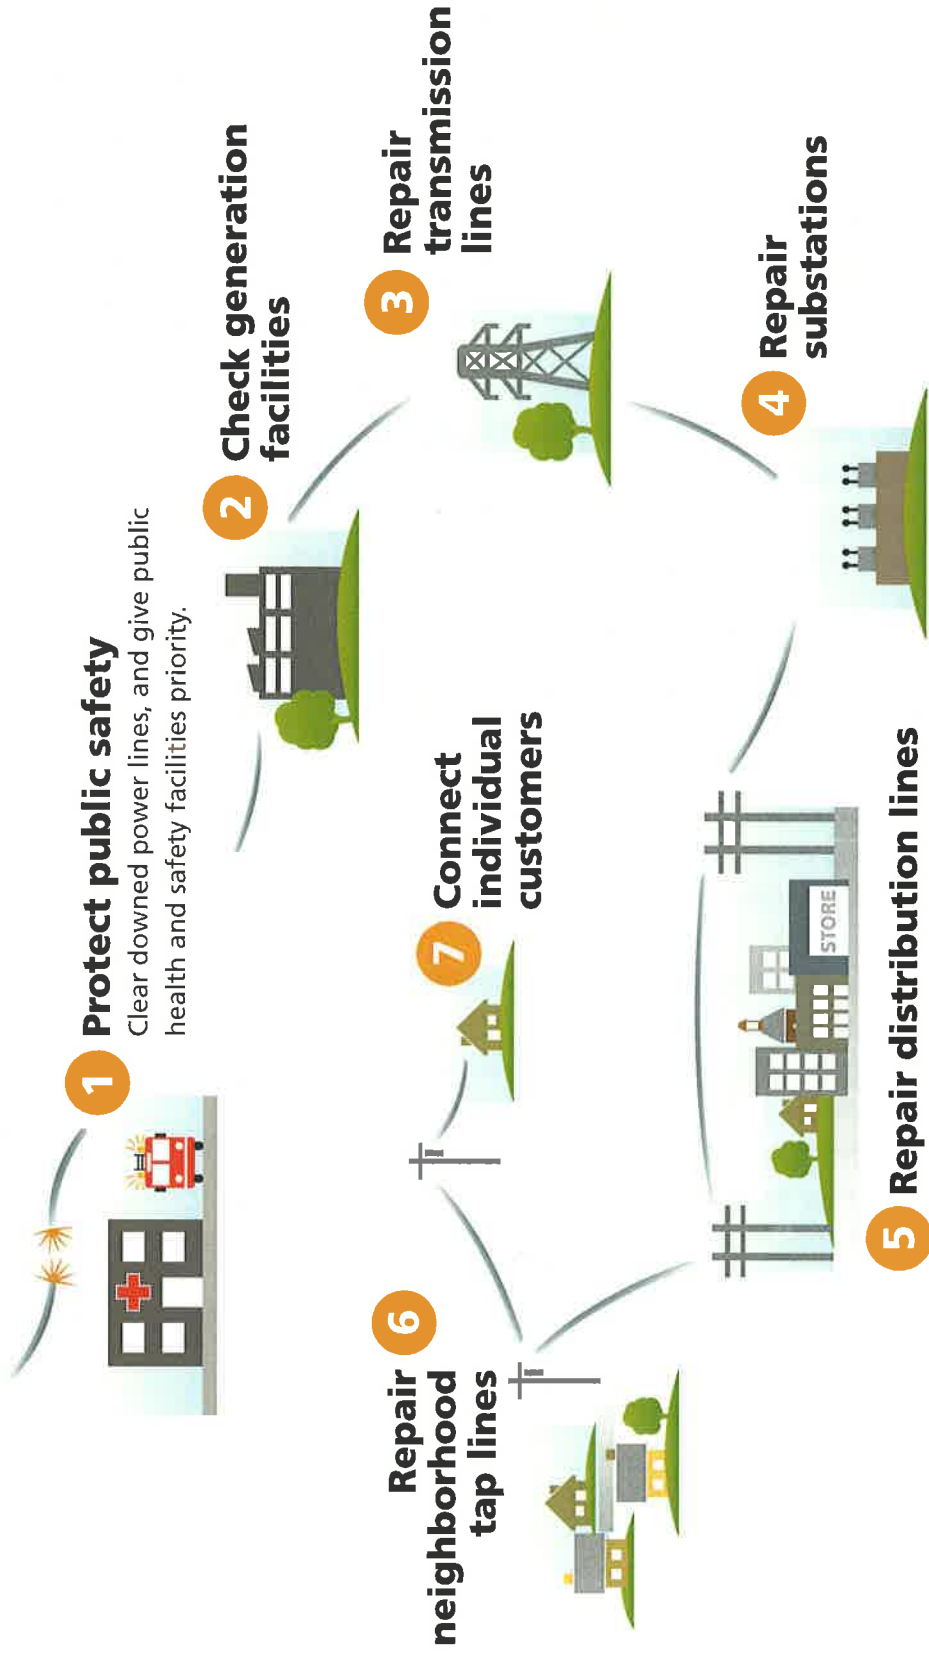 1
Protect public safety
Clear downed power lines, and give public
health and safety facilities priority.
2
Check generation
facilities
3
Repair
transmission
lines
4
Repair
substations
STORE
5
Repair distribution lines
6
Repair
neighborhood
tap lines
7
Connect
individual
customers